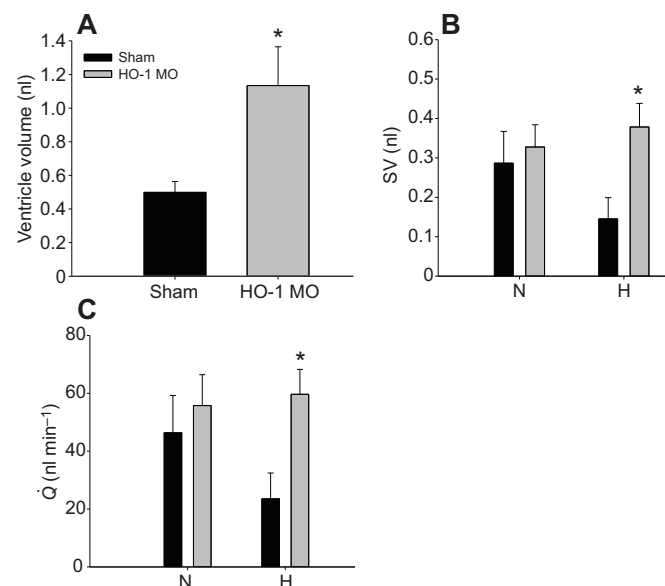 A
Ventricle volume (nl)
1.4
1.2
1.0
0.8
0.6
0.4
0.2
0
Sham
HO-1 MO
*
Sham
HO-1 MO
B
SV (nl)
0.6
0.5
0.4
0.3
0.2
0.1
0
*
N
H
C
Q̇ (nl min⁻¹)
80
60
40
20
0
*
N
H